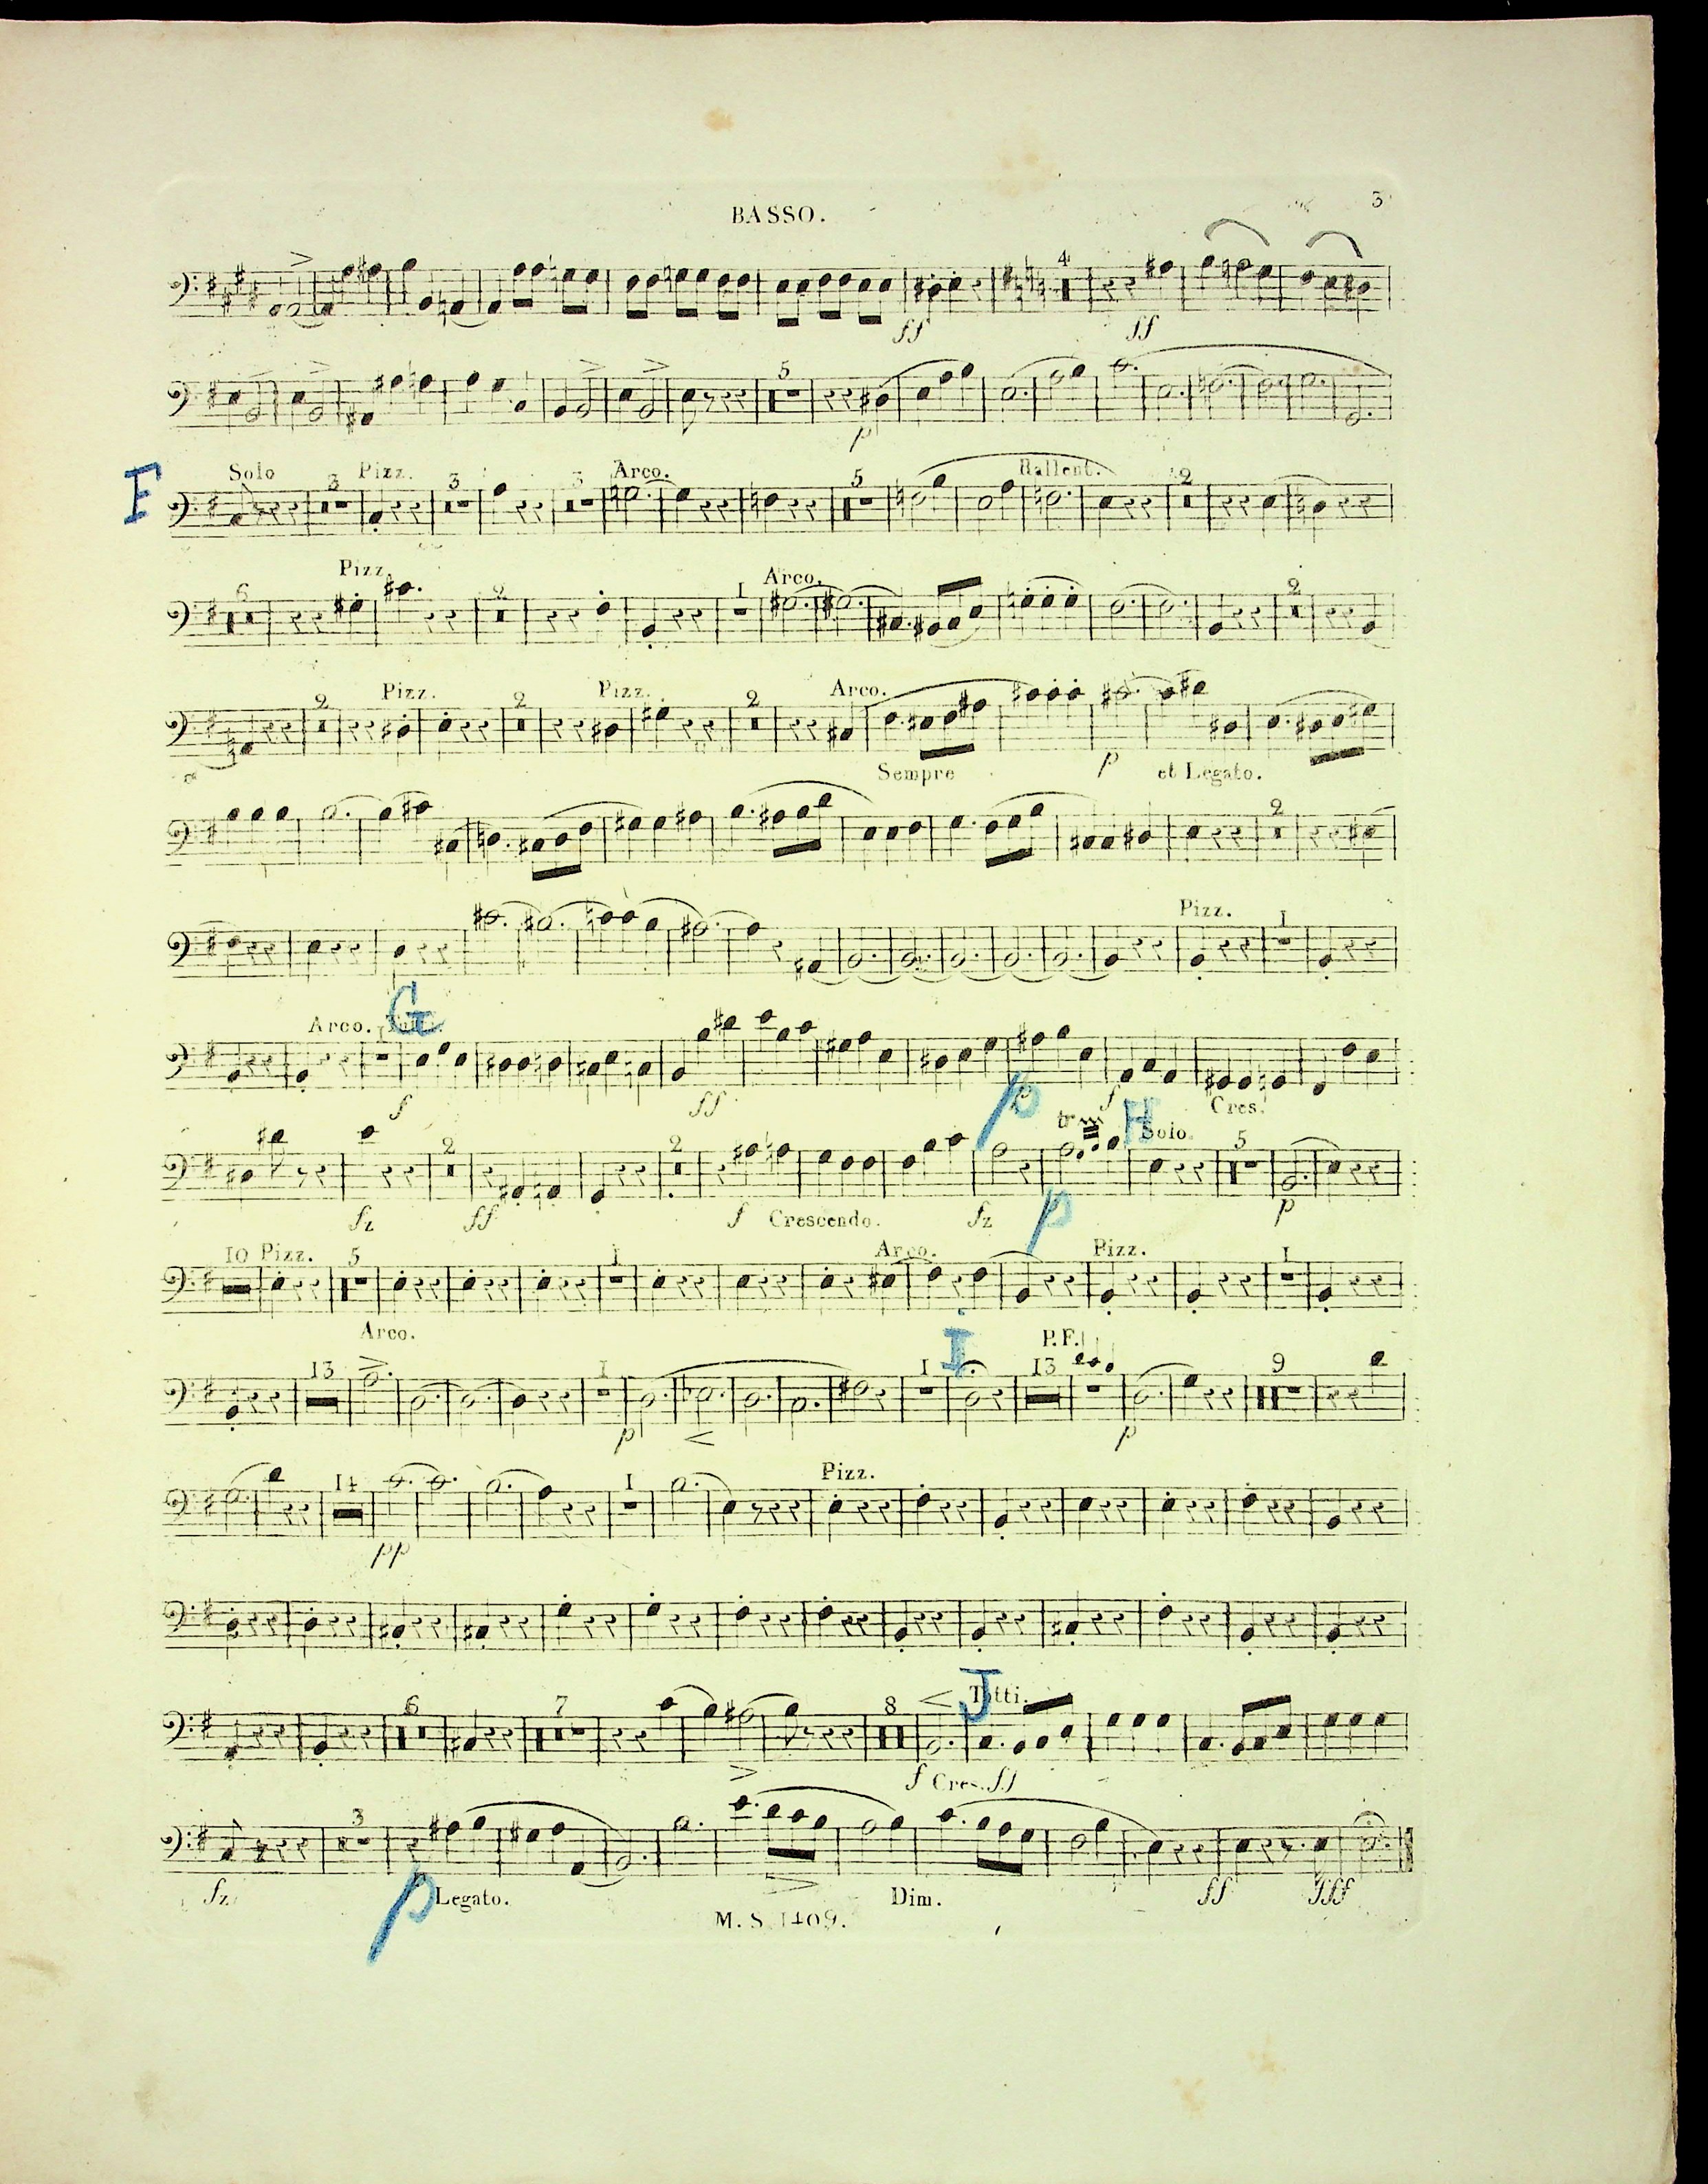 BASSO.
3
4
ff
ff
5
p
F
Solo
3
Pizz.
3
3
Arco.
5
Rallent.
2
6
Pizz.
2
1
Arco.
2
2
Pizz.
2
Pizz.
2
Arco.
Sempre
p
et Legato.
2
Pizz.
1
Arco.
1
G
f
ff
p
f
Cres.
tr
H
Solo.
2
2
5
fz
ff
f
Crescendo.
fz
p
p
10
Pizz.
5
1
Arco.
Pizz.
1
Arco.
I
P.F.
13
1
1
13
9
p
<
p
14
1
Pizz.
pp
6
7
8
<
J
Tutti.
f
Cres.
ff
>
3
fz
p
Legato.
>
Dim.
ff
fff
M. S. 1409.